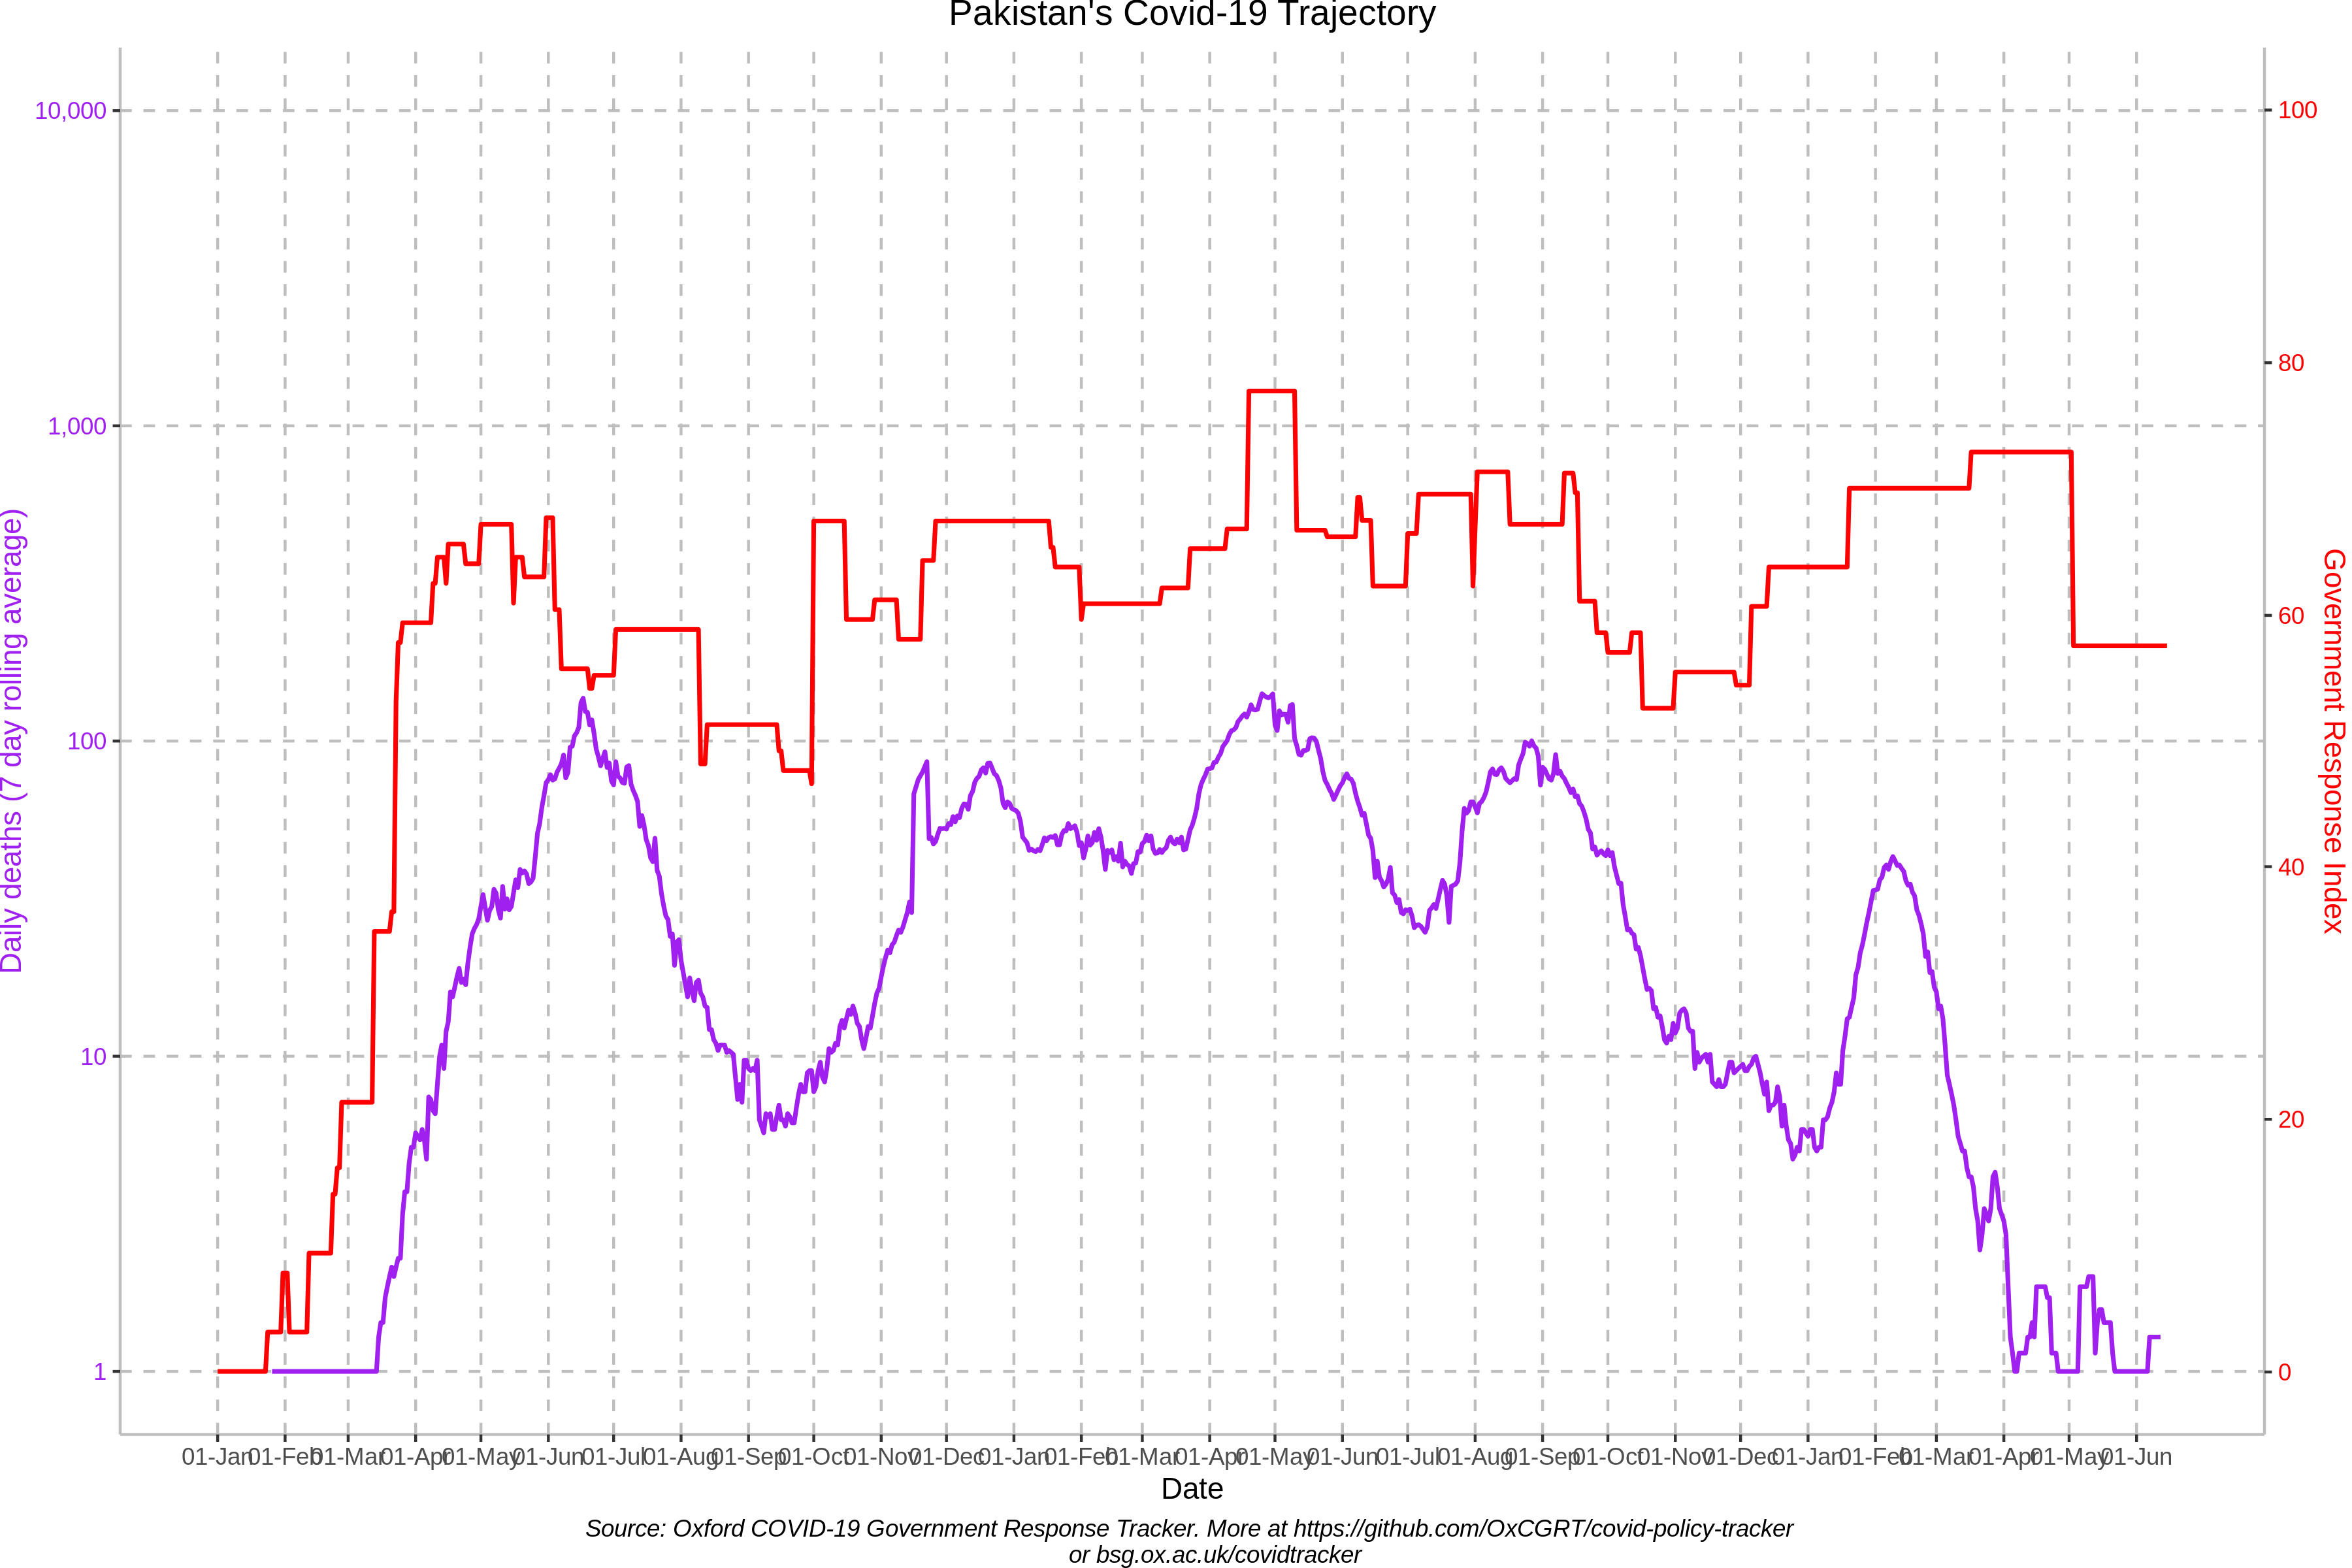 Pakistan's Covid-19 Trajectory
10,000
1,000
100
10
1
Daily deaths (7 day rolling average)
100
80
60
40
20
0
Government Response Index
01-Jan 01-Feb 01-Mar 01-Apr 01-May 01-Jun 01-Jul 01-Aug 01-Sep 01-Oct 01-Nov 01-Dec 01-Jan 01-Feb 01-Mar 01-Apr 01-May 01-Jun 01-Jul 01-Aug 01-Sep 01-Oct 01-Nov 01-Dec 01-Jan 01-Feb 01-Mar 01-Apr 01-May 01-Jun
Date
Source: Oxford COVID-19 Government Response Tracker. More at https://github.com/OxCGRT/covid-policy-tracker
or bsg.ox.ac.uk/covidtracker